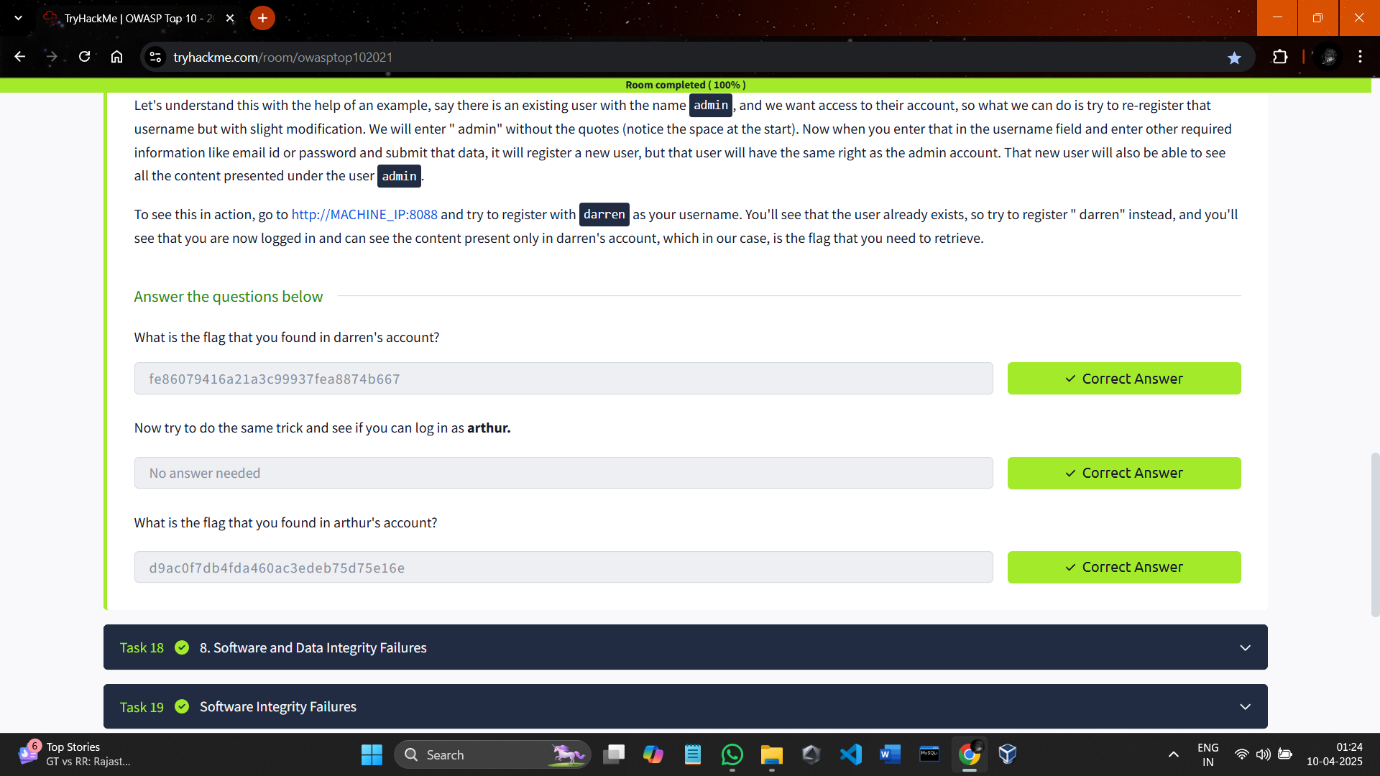 TryHackMe | OWASP Top 10 - 2
tryhackme.com/room/owasptop102021
Room completed ( 100% )
Let's understand this with the help of an example, say there is an existing user with the name admin, and we want access to their account, so what we can do is try to re-register that
username but with slight modification. We will enter " admin" without the quotes (notice the space at the start). Now when you enter that in the username field and enter other required
information like email id or password and submit that data, it will register a new user, but that user will have the same right as the admin account. That new user will also be able to see
all the content presented under the user admin.
To see this in action, go to http://MACHINE_IP:8088 and try to register with darren as your username. You'll see that the user already exists, so try to register " darren" instead, and you'll
see that you are now logged in and can see the content present only in darren's account, which in our case, is the flag that you need to retrieve.
Answer the questions below
What is the flag that you found in darren's account?
fe86079416a21a3c99937fea8874b667
Correct Answer
Now try to do the same trick and see if you can log in as arthur.
No answer needed
Correct Answer
What is the flag that you found in arthur's account?
d9ac0f7db4fda460ac3edeb75d75e16e
Correct Answer
Task 18 8. Software and Data Integrity Failures
Task 19 Software Integrity Failures
6
Top Stories
GT vs RR: Rajast...
Search
ENG
IN
01:24
10-04-2025